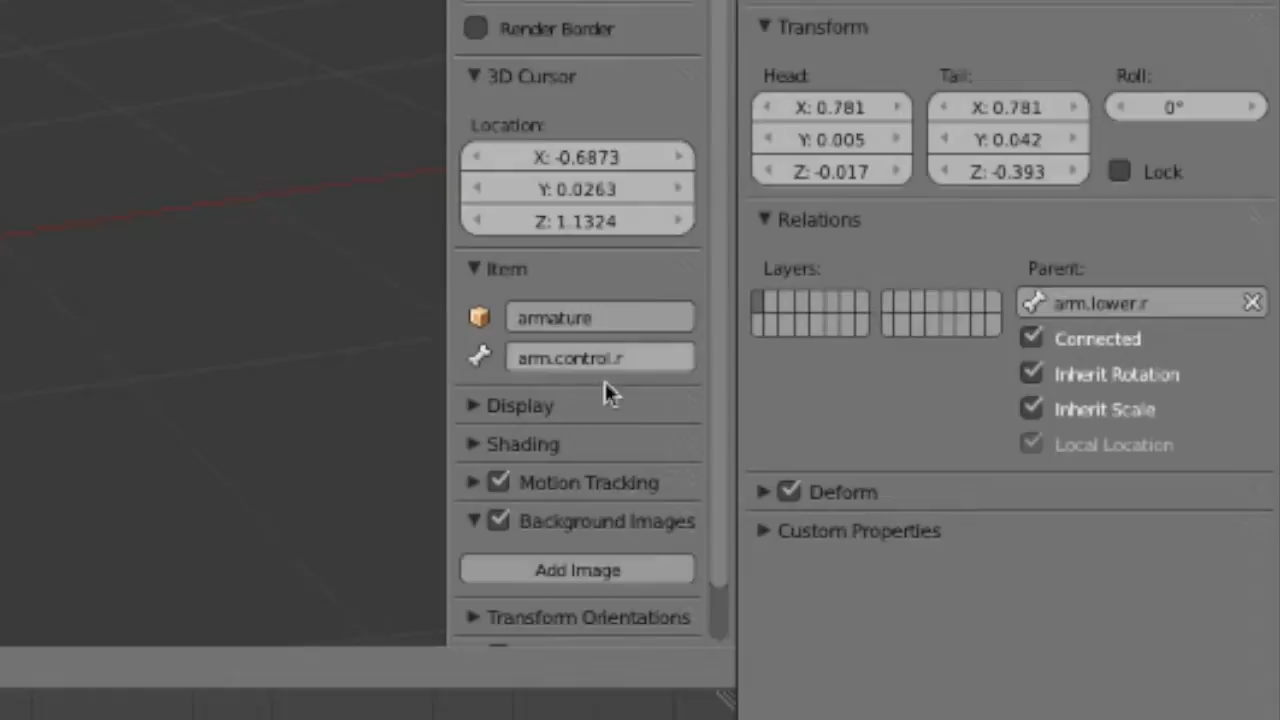 Render Border
3D Cursor
Location:
X: -0.6873
Y: 0.0263
Z: 1.1324
Item
armature
arm.control.r
Display
Shading
Motion Tracking
Background Images
Add Image
Transform Orientations
Transform
Head: Tail: Roll:
X: 0.781 X: 0.781 0°
Y: 0.005 Y: 0.042
Z: -0.017 Z: -0.393 Lock
Relations
Layers: Parent:
arm.lower.r
Connected
Inherit Rotation
Inherit Scale
Local Location
Deform
Custom Properties